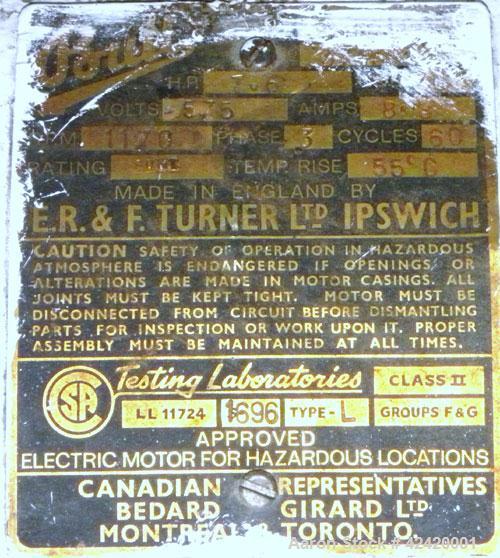 H.P.
VOLTS 575 AMPS
1170 PHASE 3 CYCLES 60
RATING TEMP. RISE 55°C
MADE IN ENGLAND BY
E.R. & F. TURNER LTD IPSWICH
CAUTION SAFETY OF OPERATION IN HAZARDOUS
ATMOSPHERE IS ENDANGERED IF OPENINGS OR
ALTERATIONS ARE MADE IN MOTOR CASINGS. ALL
JOINTS MUST BE KEPT TIGHT. MOTOR MUST BE
DISCONNECTED FROM CIRCUIT BEFORE DISMANTLING
PARTS FOR INSPECTION OR WORK UPON IT. PROPER
ASSEMBLY MUST BE MAINTAINED AT ALL TIMES.
CSA Testing Laboratories CLASS II
LL 11724 1696 TYPE-L GROUPS F & G
APPROVED
ELECTRIC MOTOR FOR HAZARDOUS LOCATIONS
CANADIAN REPRESENTATIVES
BEDARD GIRARD LTD
MONTREAL & TORONTO.
Aaron Stock # 42420001